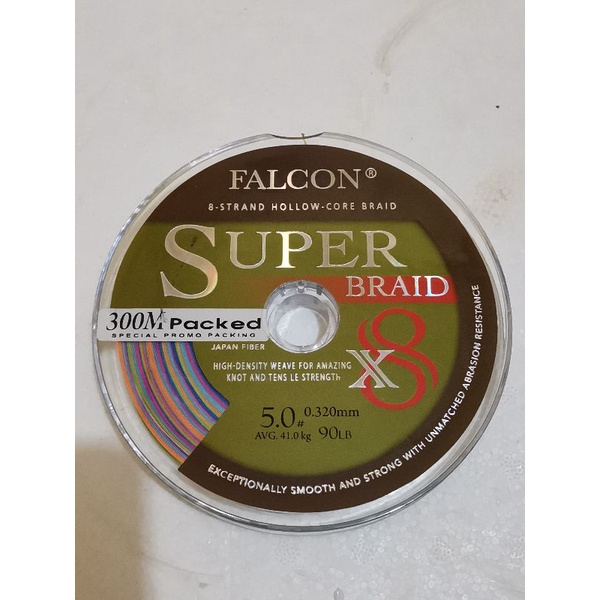 FALCON®
8-STRAND HOLLOW-CORE BRAID
SUPER
BRAID
300M Packed
SPECIAL PROMO PACKING
JAPAN FIBER
X8
HIGH-DENSITY WEAVE FOR AMAZING
KNOT AND TENS LE STRENGTH
5.0# 0.320mm
AVG. 41.0 kg 90LB
EXCEPTIONALLY SMOOTH AND STRONG WITH UNMATCHED ABRASION RESISTANCE